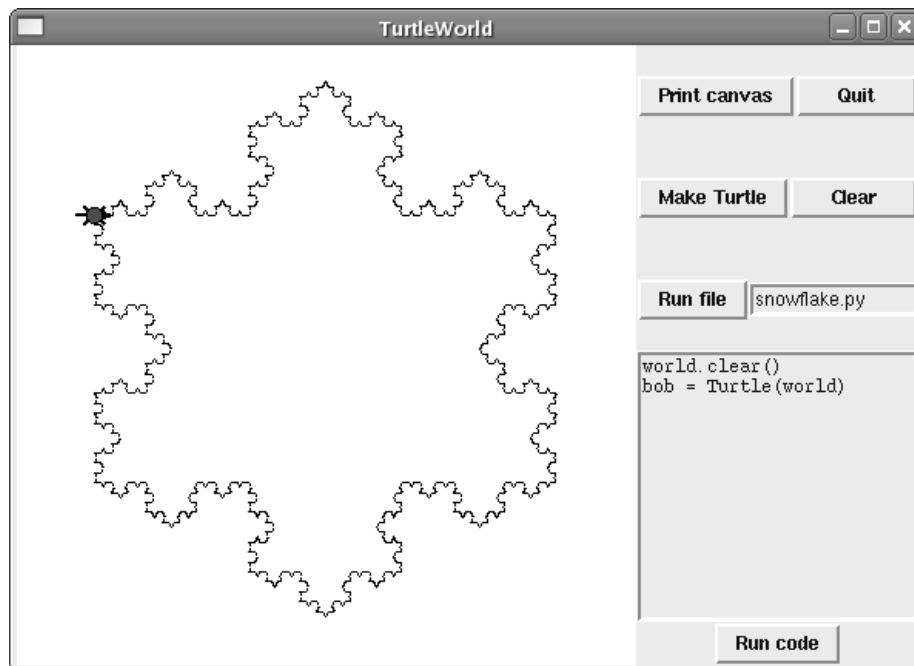 TurtleWorld
Print canvas
Quit
Make Turtle
Clear
Run file
snowflake.py
world.clear()
bob = Turtle(world)
Run code